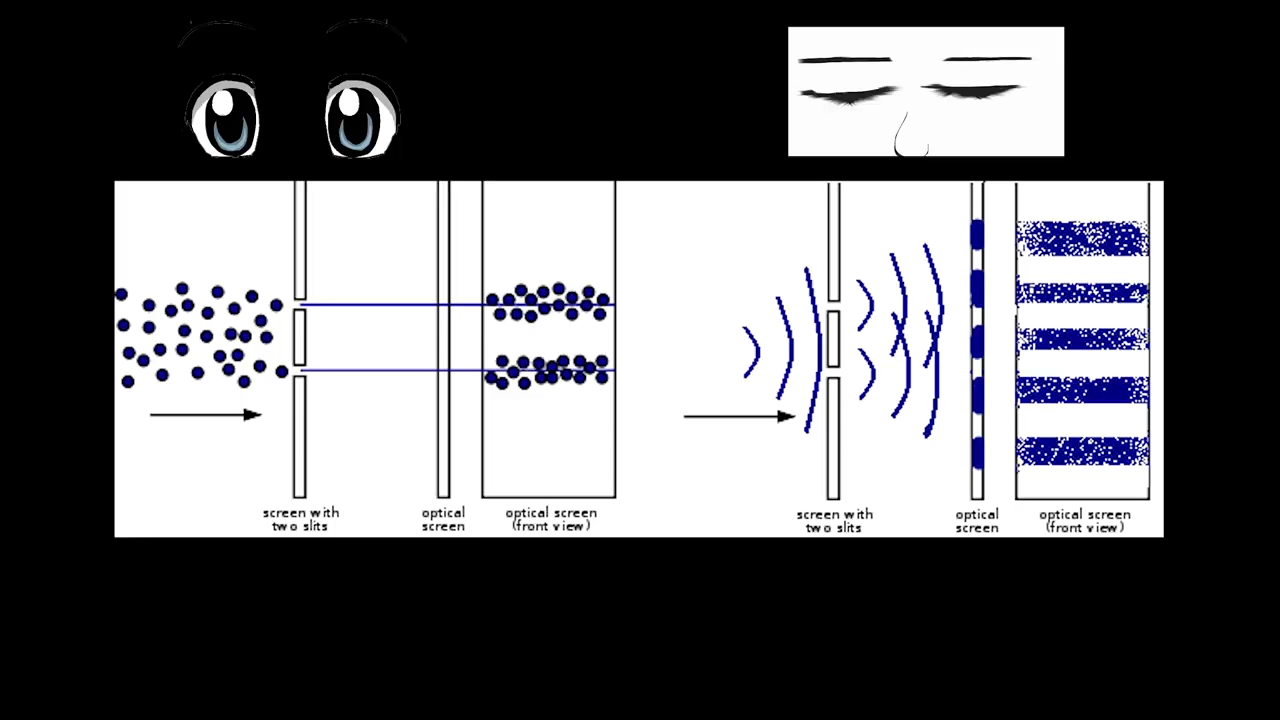 screen with
two slits
optical
screen
optical screen
(front view)
screen with
two slits
optical
screen
optical screen
(front view)